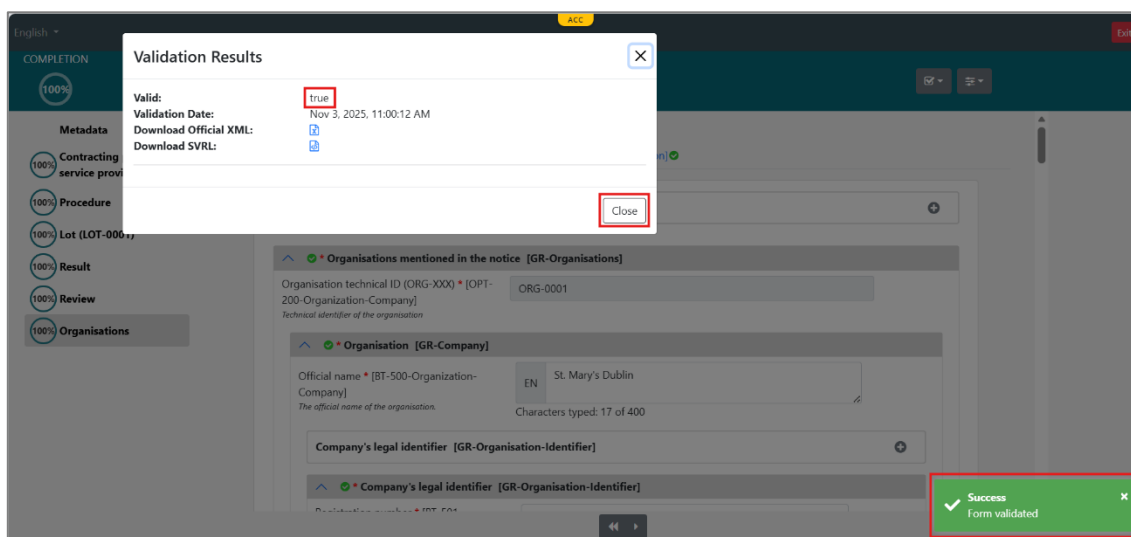 ACC
English
Exit
COMPLETION
100%
Validation Results
Valid: true
Validation Date: Nov 3, 2025, 11:00:12 AM
Download Official XML:
Download SVRL:
Close
Metadata
100% Contracting
service provi
100% Procedure
100% Lot (LOT-0001)
100% Result
100% Review
100% Organisations
on]
* Organisations mentioned in the notice [GR-Organisations]
Organisation technical ID (ORG-XXX) * [OPT-
200-Organization-Company]
ORG-0001
Technical identifier of the organisation
* Organisation [GR-Company]
Official name * [BT-500-Organization-
Company]
EN St. Mary's Dublin
The official name of the organisation.
Characters typed: 17 of 400
Company's legal identifier [GR-Organisation-Identifier]
* Company's legal identifier [GR-Organisation-Identifier]
Registration number * [BT-501-
Success
Form validated